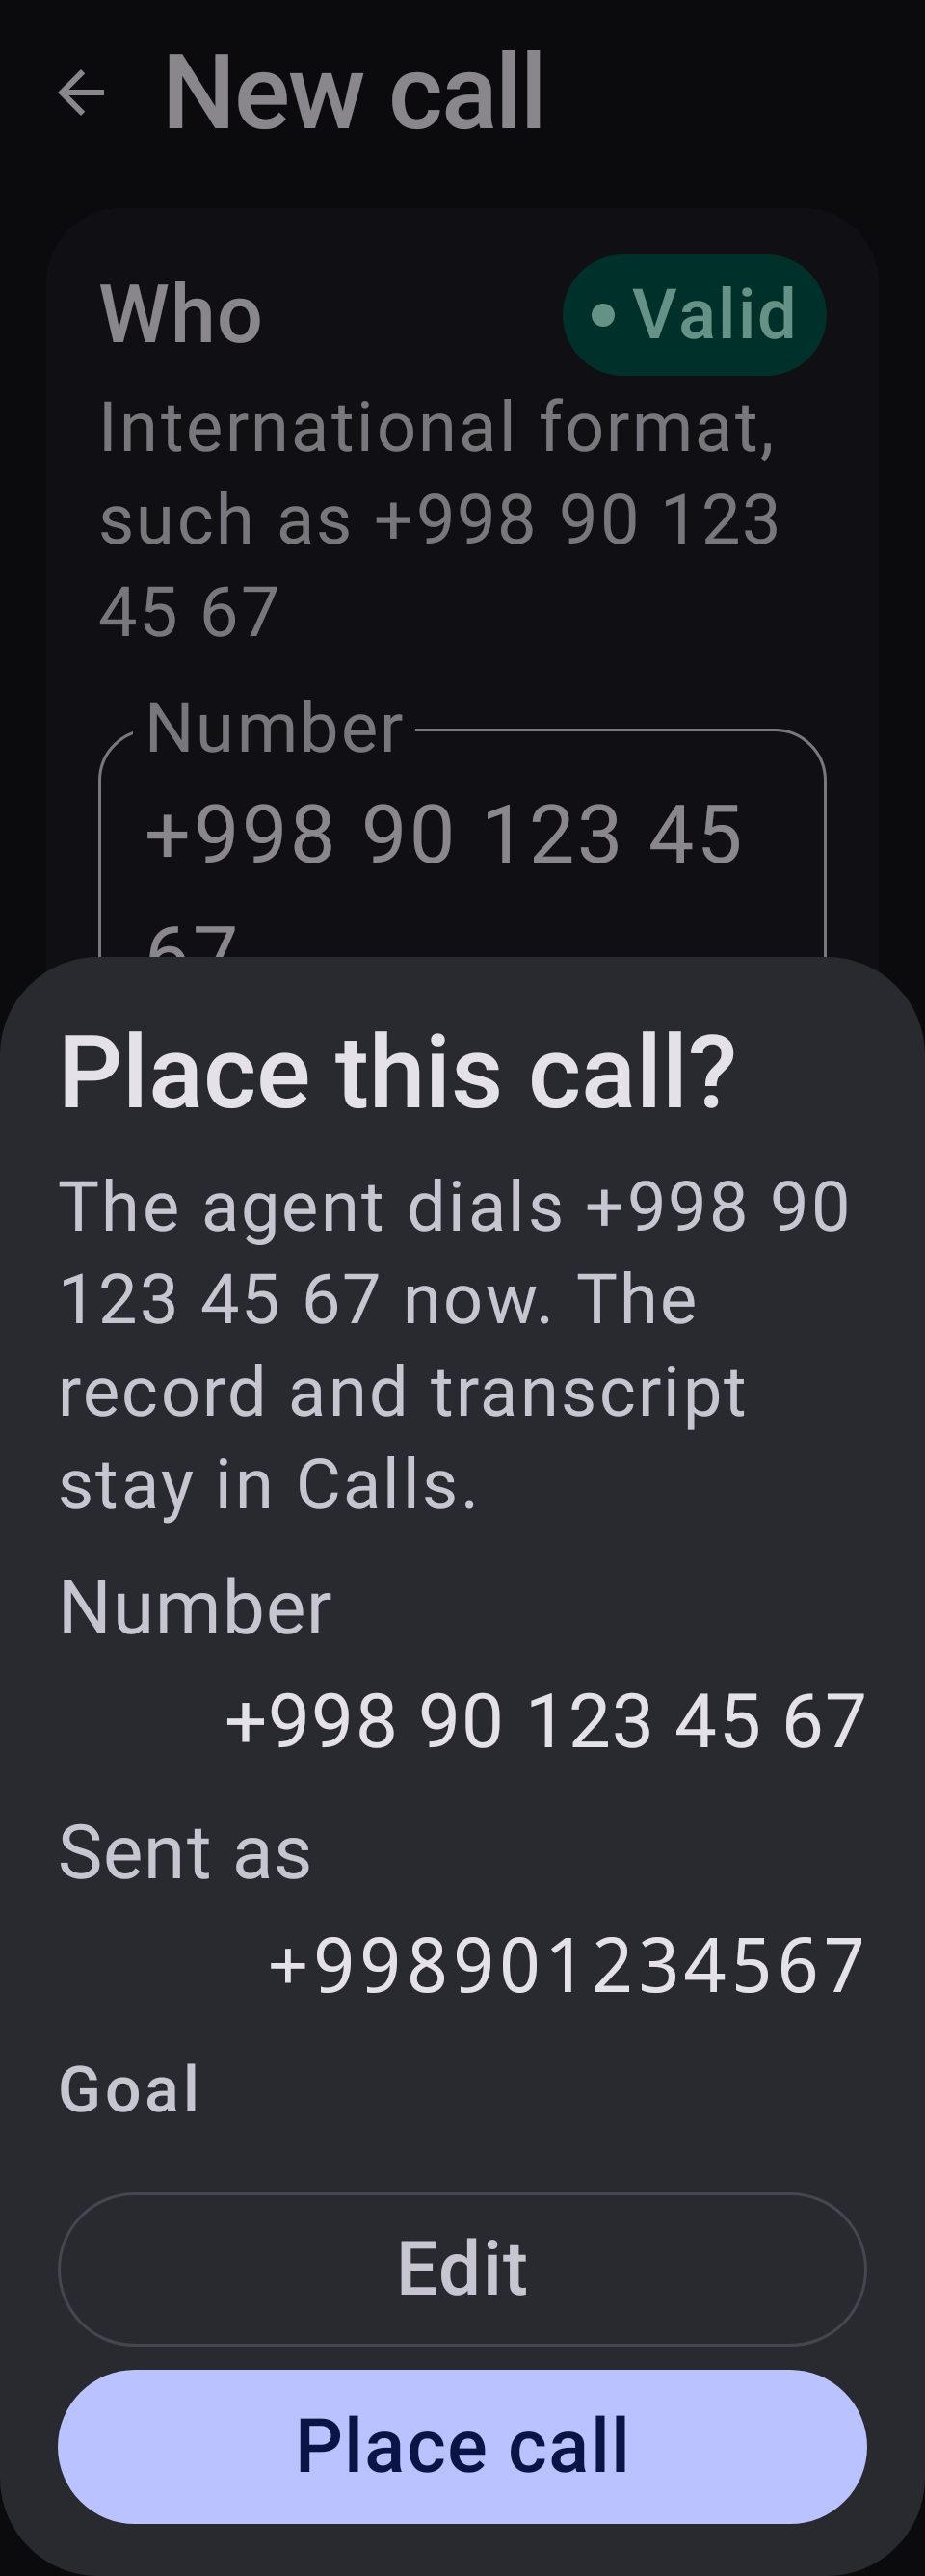 New call
Who
Valid
International format,
such as +998 90 123
45 67
Number
+998 90 123 45
67
Place this call?
The agent dials +998 90
123 45 67 now. The
record and transcript
stay in Calls.
Number
+998 90 123 45 67
Sent as
+998901234567
Goal
Edit
Place call